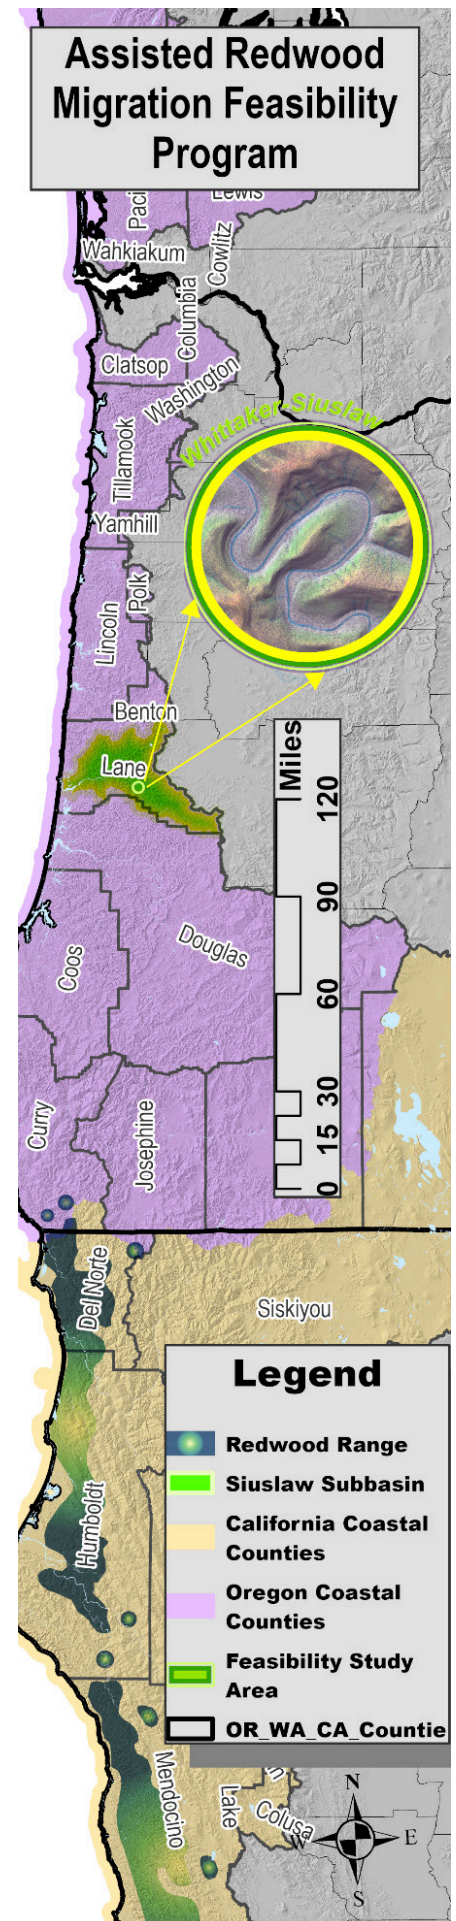 Assisted Redwood
Migration Feasibility
Program
Lewis
Wahkiakum
Cowlitz
Columbia
Clatsop
Washington
Whittaker-Siuslaw
Tillamook
Yamhill
Polk
Lincoln
Benton
Lane
Miles
120
90
60
30
15
0
Douglas
Coos
Curry
Josephine
Del Norte
Siskiyou
Humboldt
Legend
Redwood Range
Siuslaw Subbasin
California Coastal
Counties
Oregon Coastal
Counties
Feasibility Study
Area
OR_WA_CA_Countie
Mendocino
Lake
Colusa
N
W
E
S